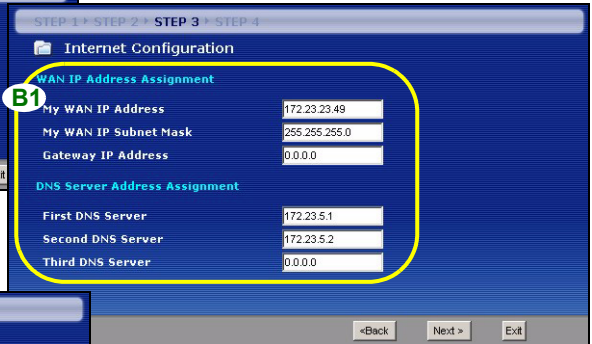 STEP 1 STEP 2 STEP 3 STEP 4
Internet Configuration
WAN IP Address Assignment
B1
My WAN IP Address 172.23.23.49
My WAN IP Subnet Mask 255.255.255.0
Gateway IP Address 0.0.0.0
DNS Server Address Assignment
First DNS Server 172.23.5.1
Second DNS Server 172.23.5.2
Third DNS Server 0.0.0.0
<Back Next > Exit